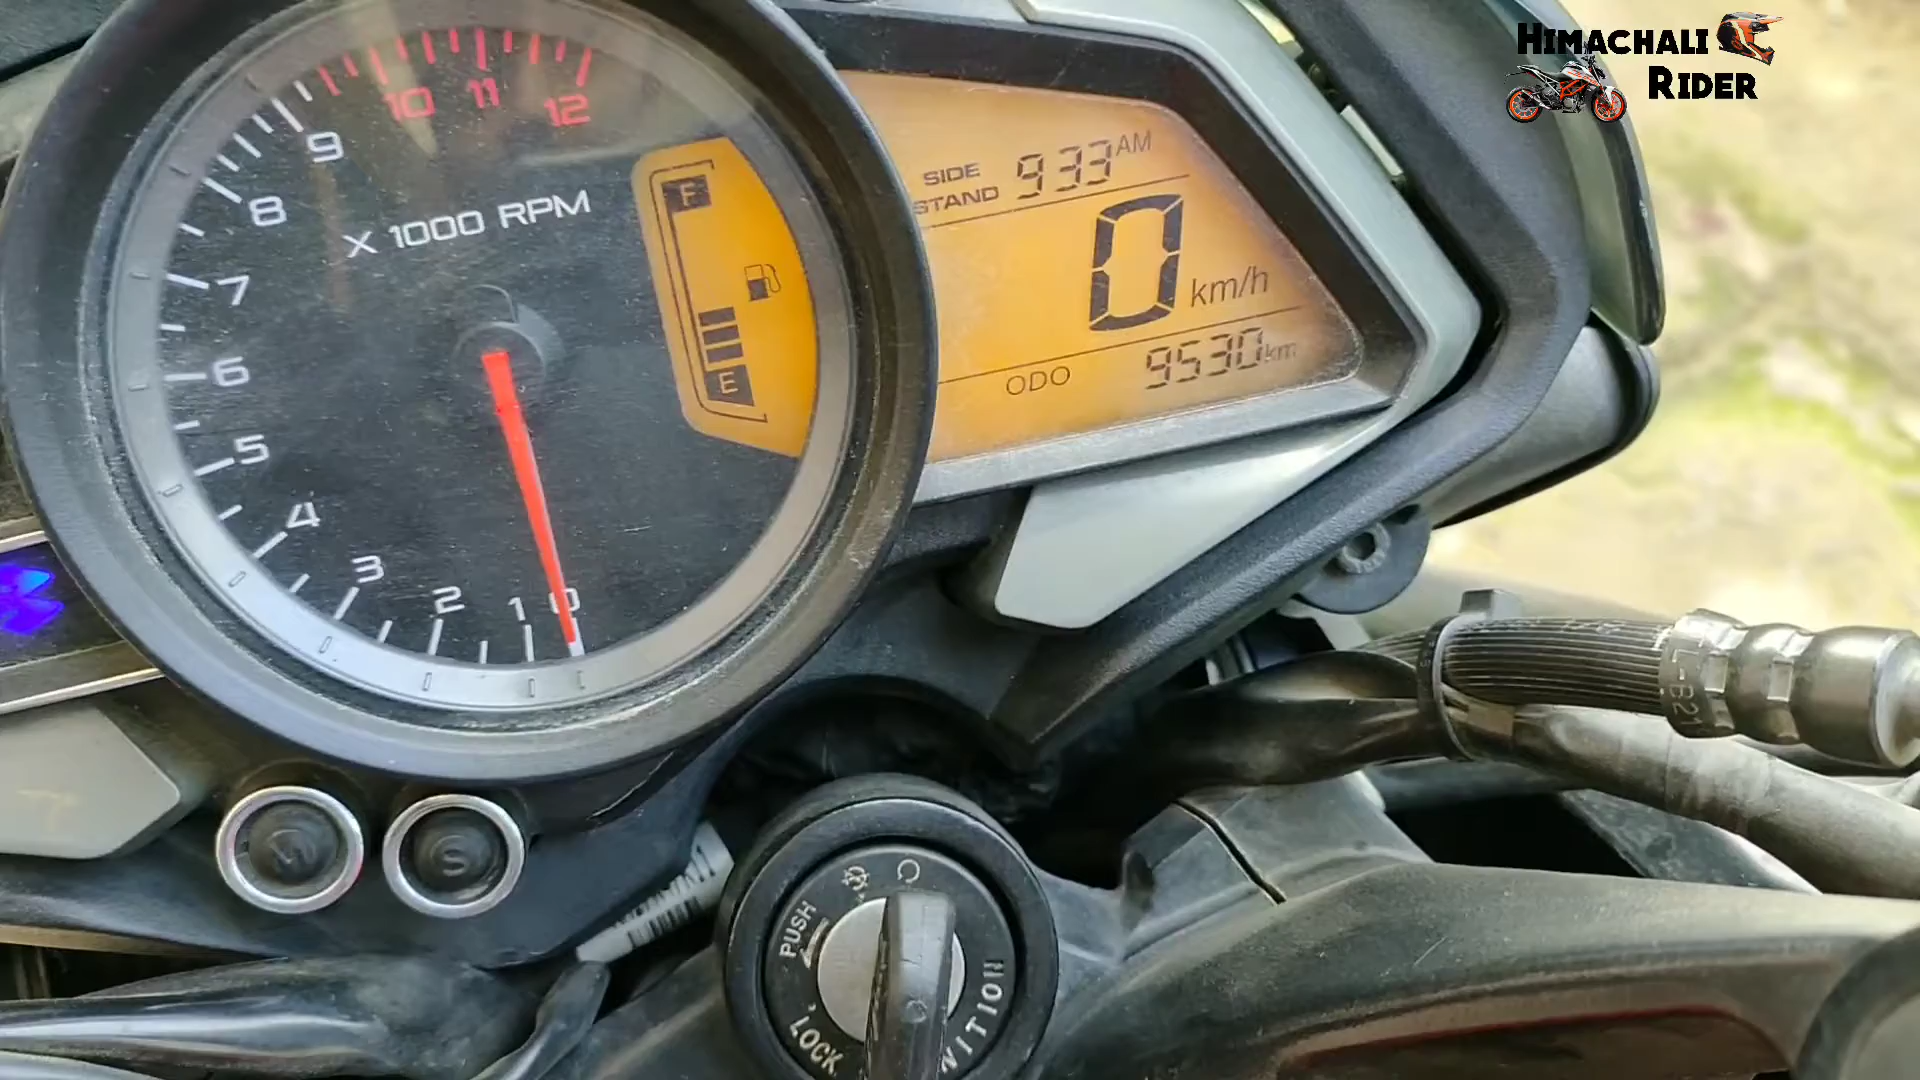 HIMACHALI
RIDER
10 11 12
9
8
7
6
5
4
3
2
1
0
X 1000 RPM
F
E
SIDE
STAND
933 AM
0 km/h
ODO
9530 km
S
PUSH
LOCK